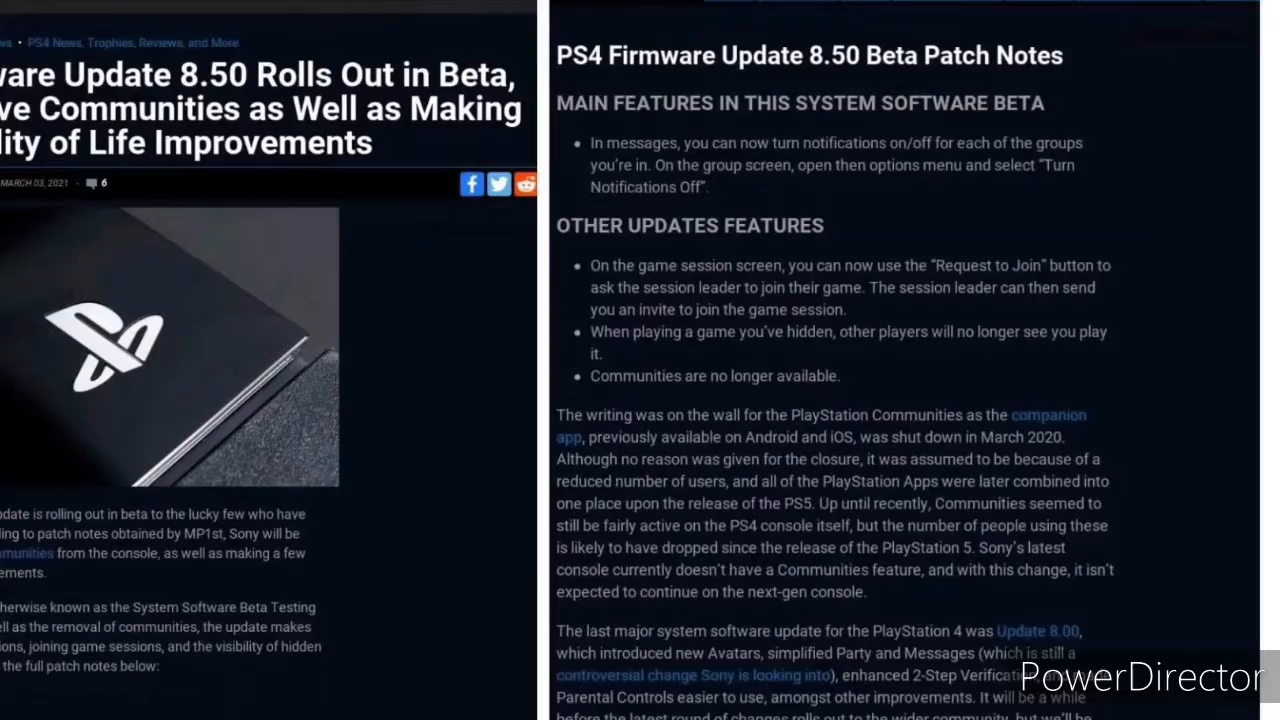 PS4 News, Trophies, Reviews, and More
Update 8.50 Rolls Out in Beta,
Communities as Well as Making
of Life Improvements
MARCH 03, 2021 · 6
is rolling out in beta to the lucky few who have
to patch notes obtained by MP1st, Sony will be
from the console, as well as making a few
known as the System Software Beta Testing
as the removal of communities, the update makes
joining game sessions, and the visibility of hidden
the full patch notes below:
PS4 Firmware Update 8.50 Beta Patch Notes
MAIN FEATURES IN THIS SYSTEM SOFTWARE BETA
• In messages, you can now turn notifications on/off for each of the groups
you're in. On the group screen, open then options menu and select "Turn
Notifications Off".
OTHER UPDATES FEATURES
• On the game session screen, you can now use the "Request to Join" button to
ask the session leader to join their game. The session leader can then send
you an invite to join the game session.
• When playing a game you've hidden, other players will no longer see you play
it.
• Communities are no longer available.
The writing was on the wall for the PlayStation Communities as the companion
app, previously available on Android and iOS, was shut down in March 2020.
Although no reason was given for the closure, it was assumed to be because of a
reduced number of users, and all of the PlayStation Apps were later combined into
one place upon the release of the PS5. Up until recently, Communities seemed to
still be fairly active on the PS4 console itself, but the number of people using these
is likely to have dropped since the release of the PlayStation 5. Sony's latest
console currently doesn't have a Communities feature, and with this change, it isn't
expected to continue on the next-gen console.
The last major system software update for the PlayStation 4 was Update 8.00,
which introduced new Avatars, simplified Party and Messages (which is still a
controversial change Sony is looking into), enhanced 2-Step
Parental Controls easier to use, amongst other improvements. It will be a while
before the latest round of changes rolls out to the wider community, but we'll be
PowerDirector